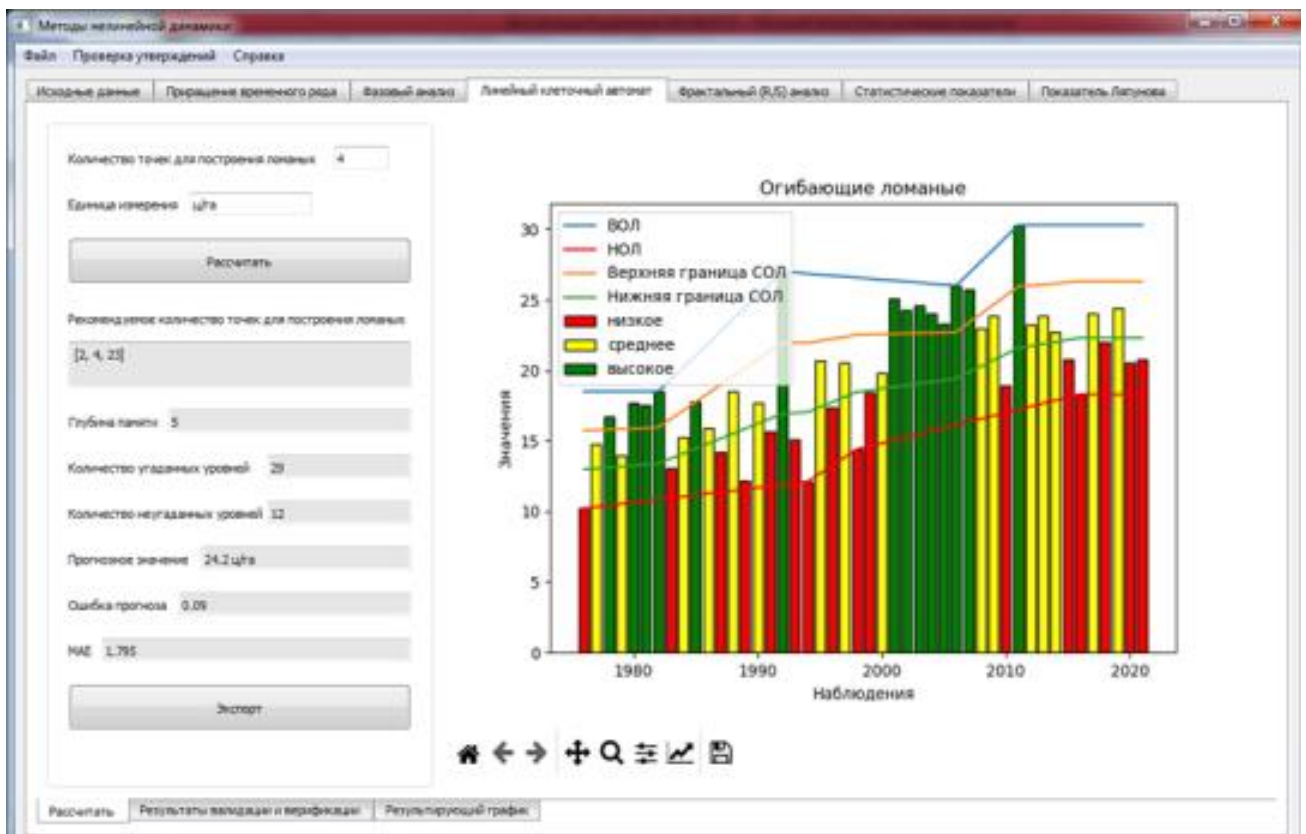 Методы нелинейной динамики
Файл Проверка утверждений Справка
Исходные данные Приращение временного ряда Фазовый анализ Линейный клеточный автомат Фрактальный (R/S) анализ Статистические показатели Показатель Ляпунова
Количество точек для построения ломаных 4
Единица измерения ц/га
Рассчитать
Рекомендуемое количество точек для построения ломаных
[2, 4, 23]
Глубина памяти 5
Количество угаданных уровней 29
Количество неугаданных уровней 12
Прогнозное значение 24.2 ц/га
Ошибка прогноза 0.09
MAE 1.795
Экспорт
Огибающие ломаные
ВОЛ
НОЛ
Верхняя граница СОЛ
Нижняя граница СОЛ
низкое
среднее
высокое
Значения
30
25
20
15
10
5
0
1980 1990 2000 2010 2020
Наблюдения
Рассчитать Результаты валидации и верификации Результирующий график